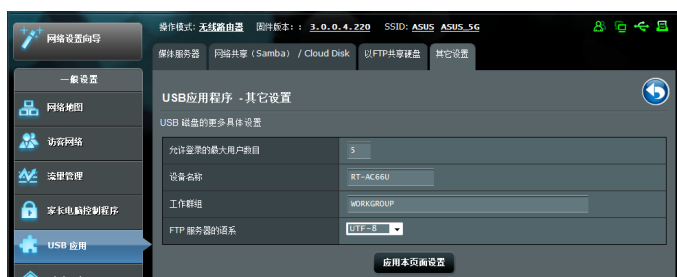 网络设置向导
操作模式: 无线路由器 固件版本: : 3.0.0.4.220 SSID: ASUS ASUS_5G
媒体服务器 网络共享 (Samba) / Cloud Disk 以FTP共享硬盘 其它设置
一般设置
网络地图
访客网络
流量管理
家长电脑控制程序
USB 应用
USB应用程序 - 其它设置
USB 磁盘的更多具体设置
允许登录的最大用户数目 5
设备名称 RT-AC66U
工作群组 WORKGROUP
FTP 服务器的语系 UTF-8
应用本页面设置